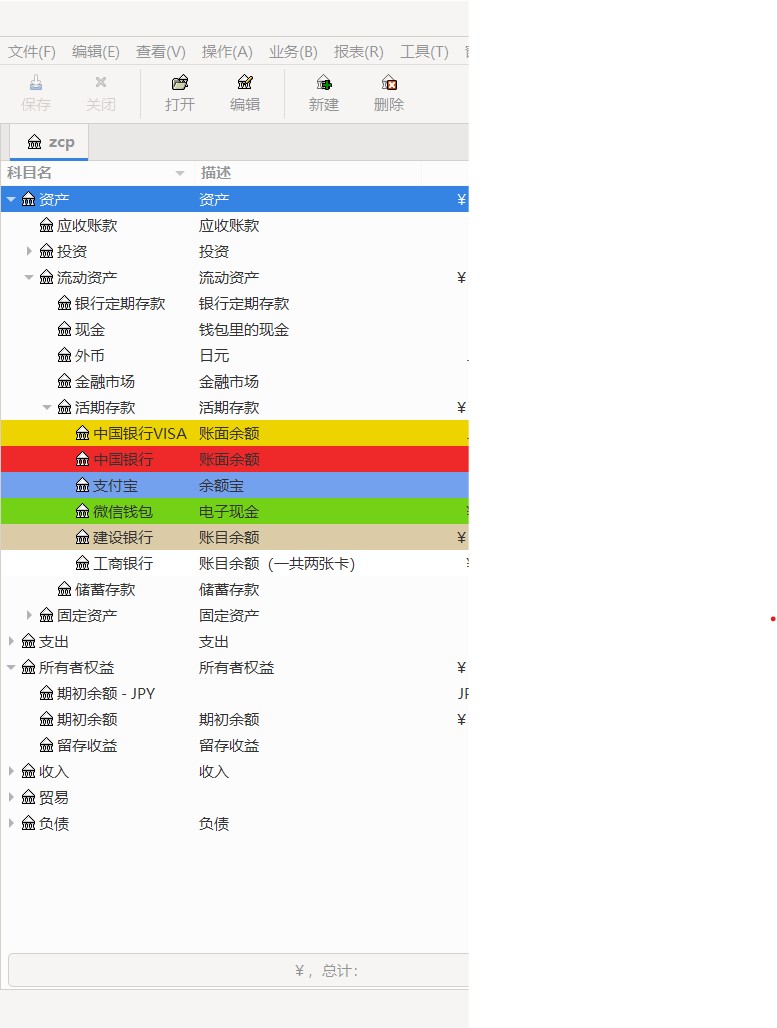 文件(F) 编辑(E) 查看(V) 操作(A) 业务(B) 报表(R) 工具(T)
保存 关闭 打开 编辑 新建 删除
zcp
科目名 描述
资产 资产 ¥
应收账款 应收账款
投资 投资
流动资产 流动资产 ¥
银行定期存款 银行定期存款
现金 钱包里的现金
外币 日元
金融市场 金融市场
活期存款 活期存款 ¥
中国银行VISA 账面余额
中国银行 账面余额
支付宝 余额宝
微信钱包 电子现金
建设银行 账目余额 ¥
工商银行 账目余额（一共两张卡）
储蓄存款 储蓄存款
固定资产 固定资产
支出 支出
所有者权益 所有者权益 ¥
期初余额 - JPY
期初余额 期初余额 ¥
留存收益 留存收益
收入 收入
贸易
负债 负债
¥ ，总计: